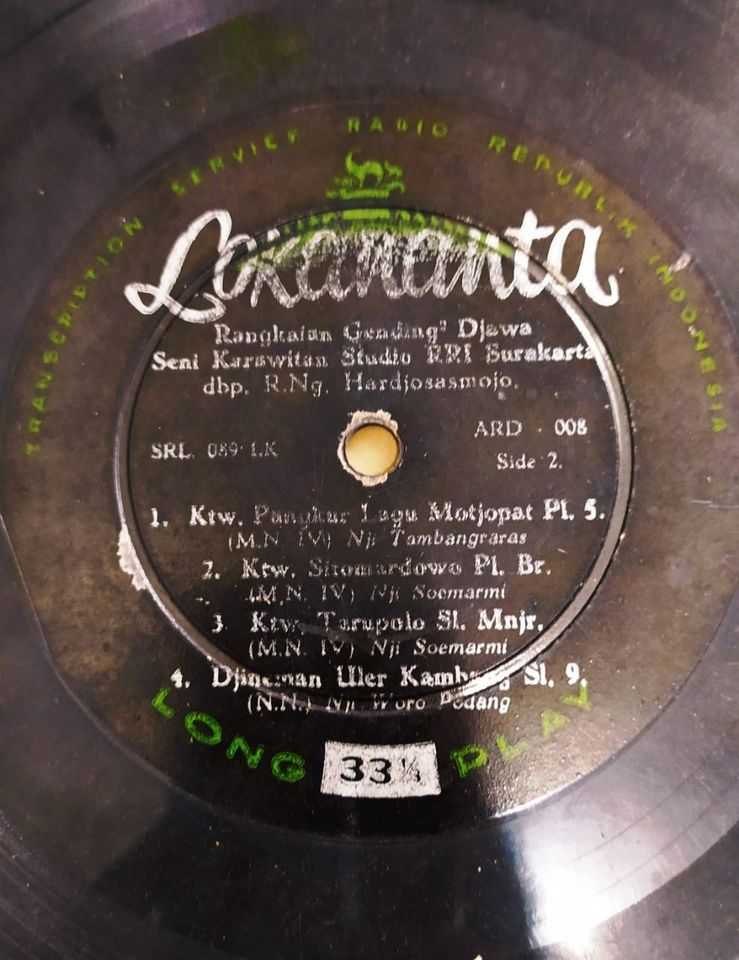 TRANSCRIPTION SERVICE RADIO REPUBLIK INDONESIA
Lokananta
Rangkaian Gending² Djawa
Seni Karawitan Studio RRI Surakarta
dbp. R.Ng. Hardjosasmojo.
ARD . 008
SRL. 089 LK
Side 2.
1. Ktw. Pangkur Lagu Motjopat Pl. 5.
(M.N. IV) Nji Tambangraras
2. Ktw. Sinomardowo Pl. Br.
(M.N. IV) Nji Soemarmi
3. Ktw. Tarupolo Sl. Mnjr.
(M.N. IV) Nji Soemarmi
4. Djineman Uler Kambang Sl. 9.
(N.N.) Nji Woro Podang
LONG PLAY
33⅓